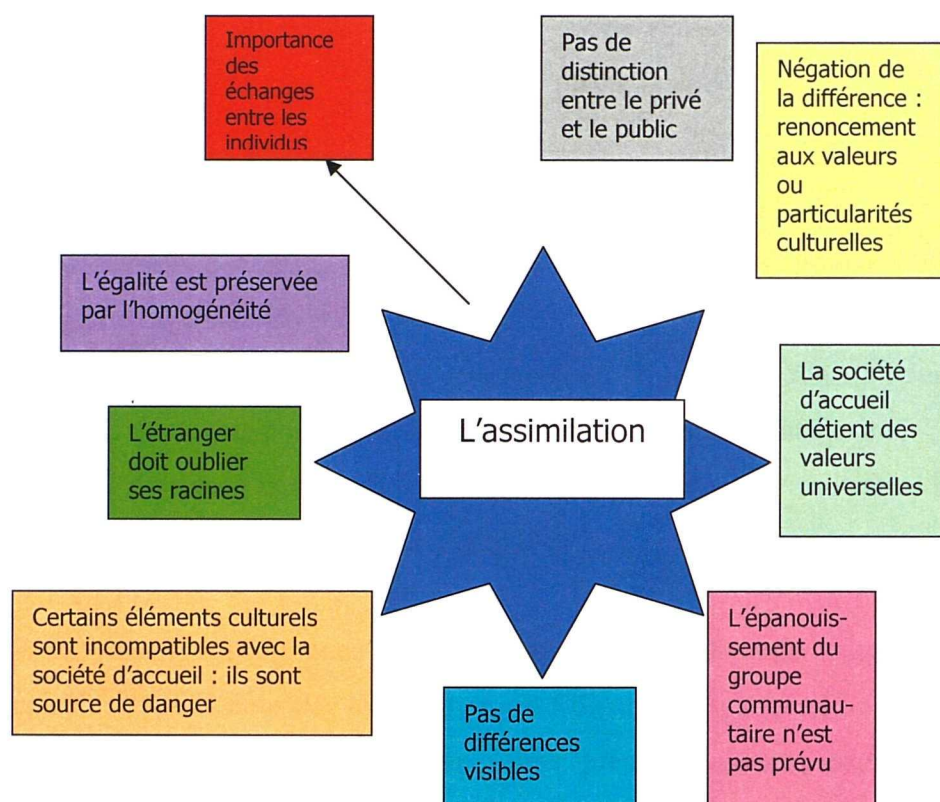 Importance
des
échanges
entre les
individus
Pas de
distinction
entre le privé
et le public
Négation de
la différence :
renoncement
aux valeurs
ou
particularités
culturelles
L'égalité est préservée
par l'homogénéité
L'assimilation
La société
d'accueil
détient des
valeurs
universelles
L'étranger
doit oublier
ses racines
Certains éléments culturels
sont incompatibles avec la
société d'accueil : ils sont
source de danger
Pas de
différences
visibles
L'épanouis-
sement du
groupe
communau-
taire n'est
pas prévu